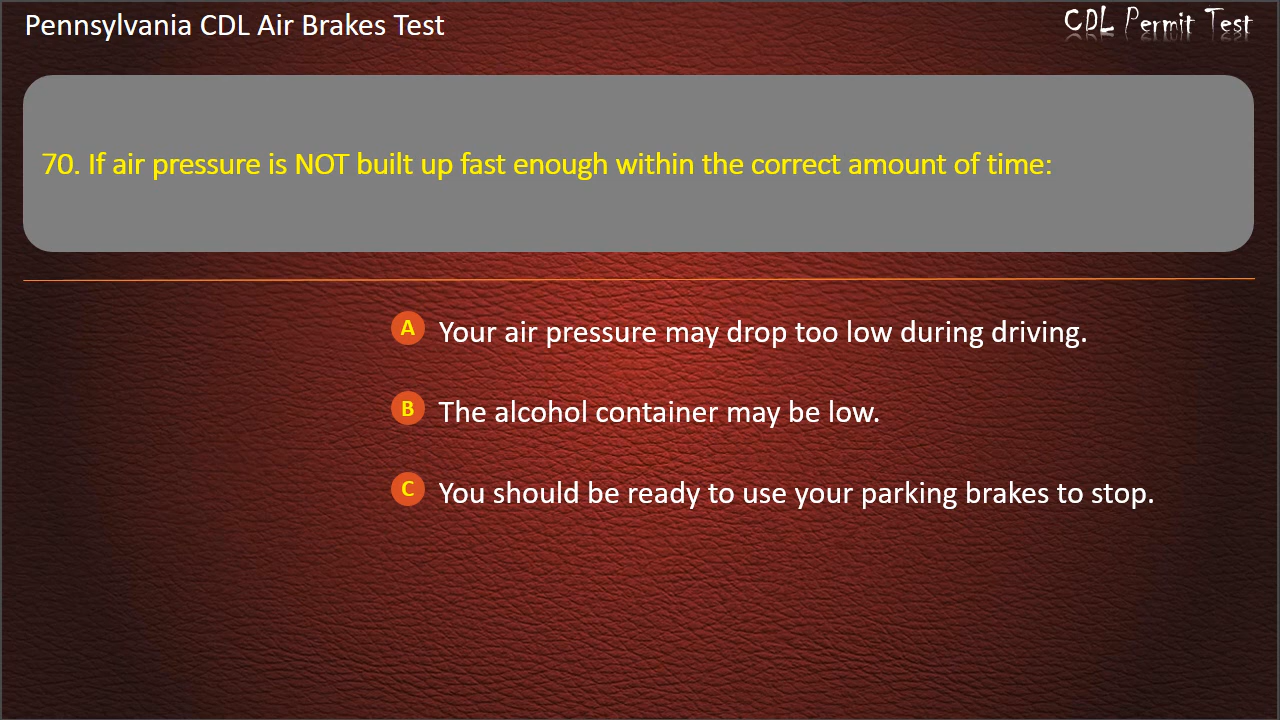 Pennsylvania CDL Air Brakes Test
CDL Permit Test
70. If air pressure is NOT built up fast enough within the correct amount of time:
A Your air pressure may drop too low during driving.
B The alcohol container may be low.
C You should be ready to use your parking brakes to stop.